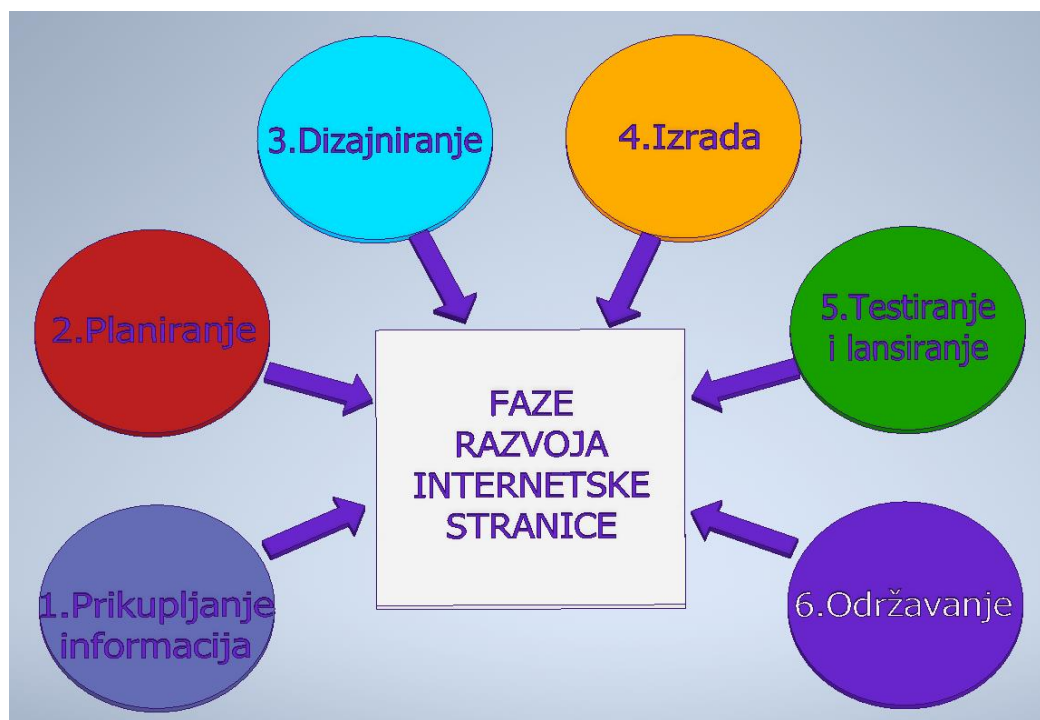 3.Dizajniranje
4.Izrada
2.Planiranje
5.Testiranje
i lansiranje
FAZE
RAZVOJA
INTERNETSKE
STRANICE
1.Prikupljanje
informacija
6.Održavanje